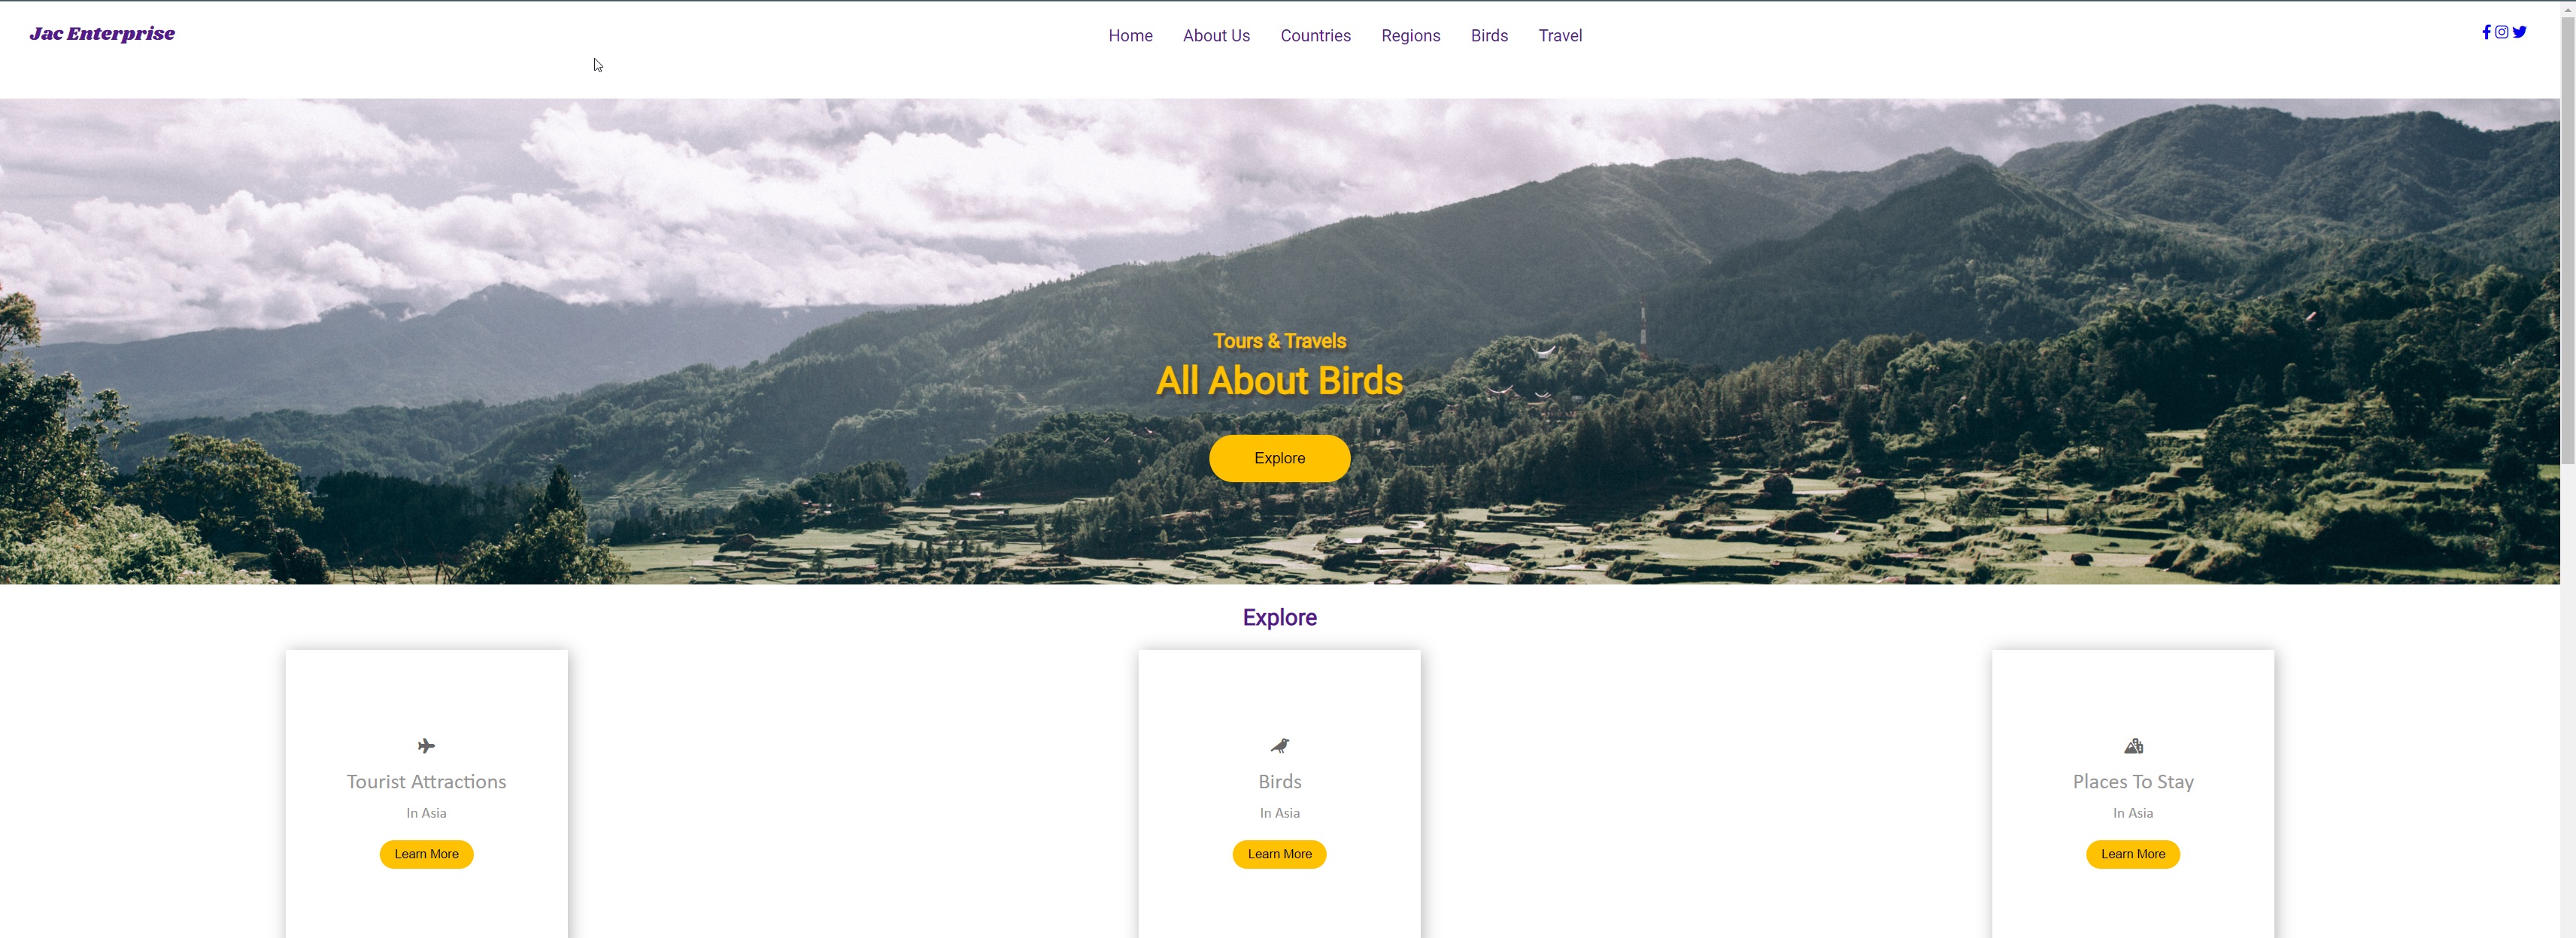 Jac Enterprise
Home About Us Countries Regions Birds Travel
Tours & Travels
All About Birds
Explore
Explore
Tourist Attractions
In Asia
Learn More
Birds
In Asia
Learn More
Places To Stay
In Asia
Learn More